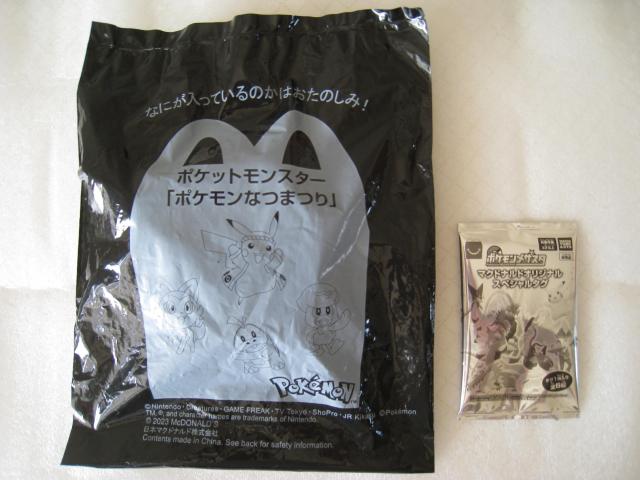 なにが入っているのかはおたのしみ！
ポケットモンスター
「ポケモンなつまつり」
POKéMON
©Nintendo・Creatures・GAME FREAK・TV Tokyo・ShoPro・JR Kikaku ©Pokémon
TM, ®, and character names are trademarks of Nintendo.
© 2023 McDONALD'S
日本マクドナルド株式会社
Contents made in China. See back for safety information.
ポケモンメザスタ
マクドナルドオリジナル
スペシャルタグ